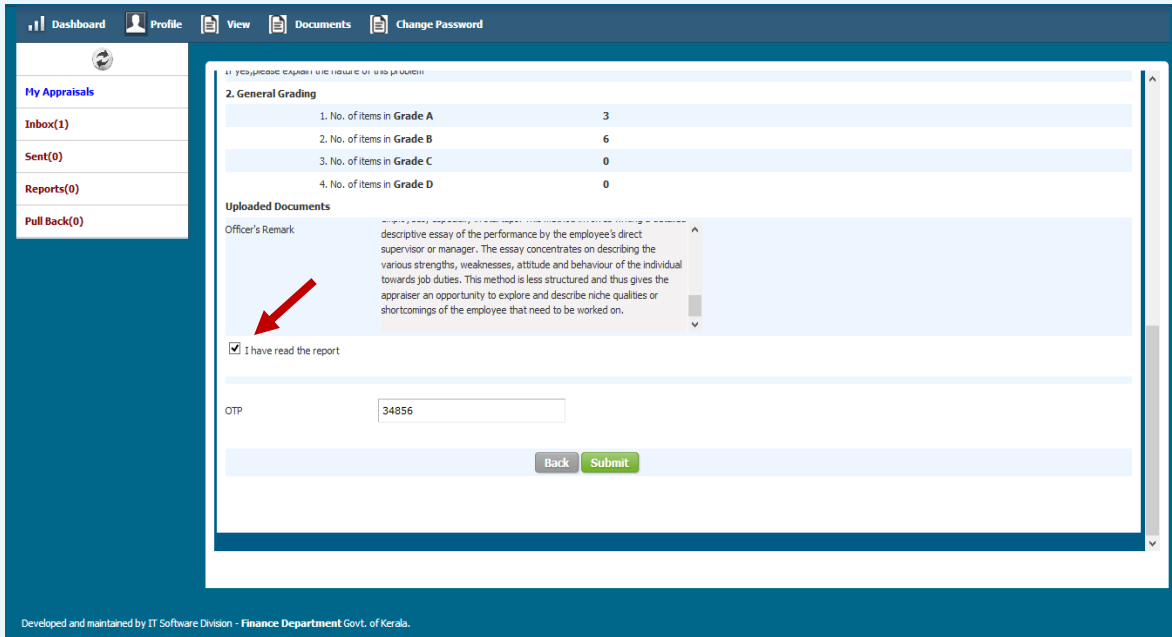 Dashboard Profile View Documents Change Password
My Appraisals
Inbox(1)
Sent(0)
Reports(0)
Pull Back(0)
If yes,please explain the nature of this problem
2. General Grading
1. No. of items in Grade A 3
2. No. of items in Grade B 6
3. No. of items in Grade C 0
4. No. of items in Grade D 0
Uploaded Documents
Officer's Remark
descriptive essay of the performance by the employee's direct
supervisor or manager. The essay concentrates on describing the
various strengths, weaknesses, attitude and behaviour of the individual
towards job duties. This method is less structured and thus gives the
appraiser an opportunity to explore and describe niche qualities or
shortcomings of the employee that need to be worked on.
I have read the report
OTP 34856
Back Submit
Developed and maintained by IT Software Division - Finance Department Govt. of Kerala.